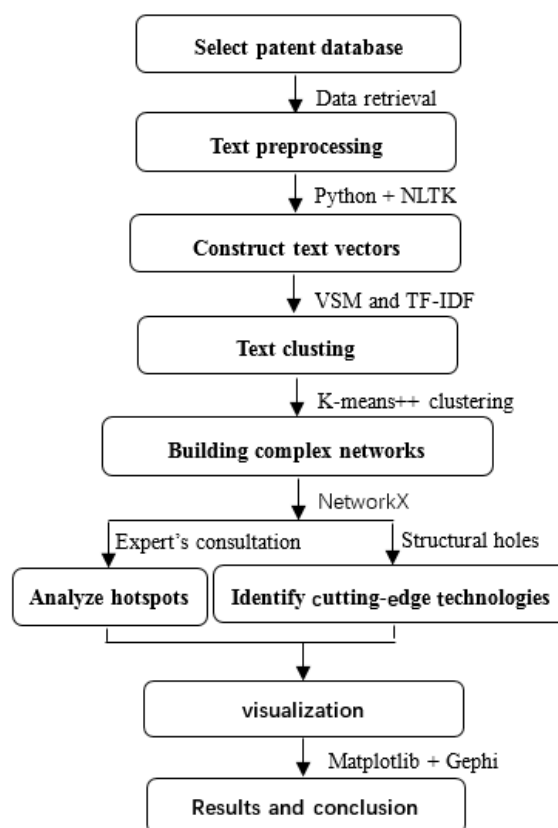 Select patent database
Data retrieval
Text preprocessing
Python + NLTK
Construct text vectors
VSM and TF-IDF
Text clusting
K-means++ clustering
Building complex networks
NetworkX
Expert's consultation
Structural holes
Analyze hotspots
Identify cutting-edge technologies
visualization
Matplotlib + Gephi
Results and conclusion